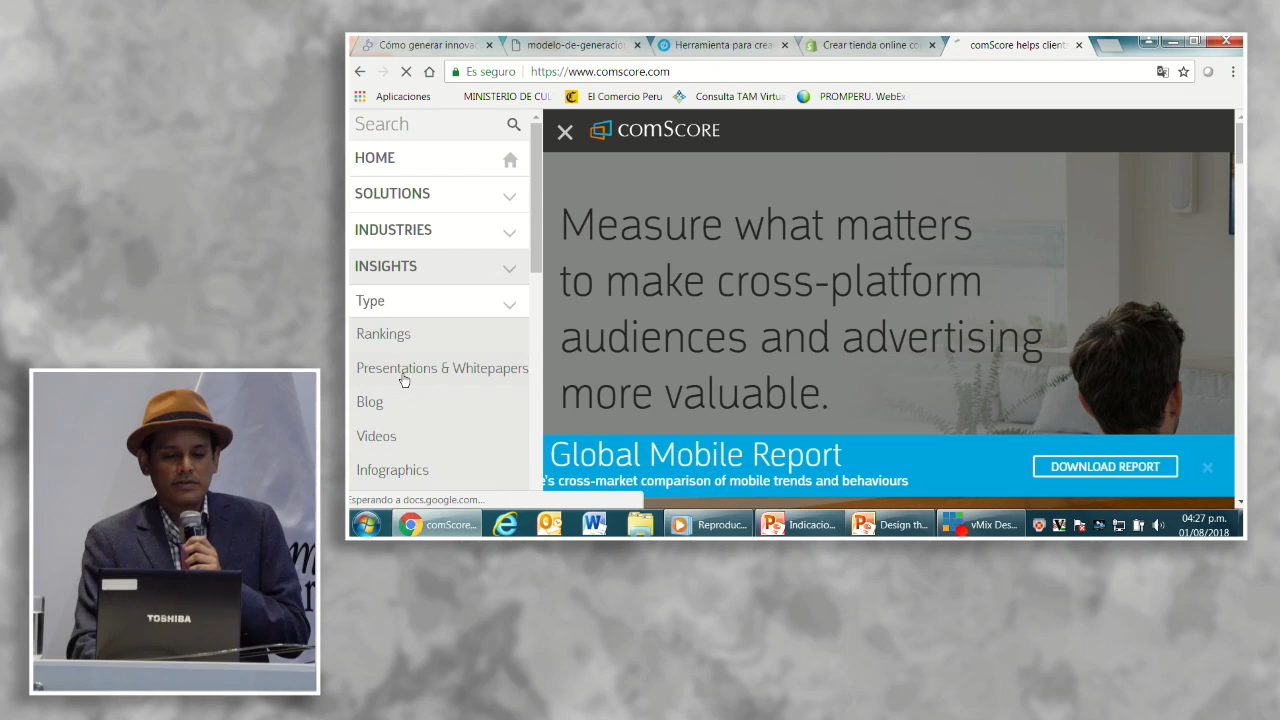 Cómo generar innova
modelo-de-generacio
Herramienta para crea
Crear tienda online co
comScore helps client
Es seguro
https://www.comscore.com
Aplicaciones
MINISTERIO DE CUL
El Comercio Peru
Consulta TAM Virtua
PROMPERU. WebEx
Search
HOME
SOLUTIONS
INDUSTRIES
INSIGHTS
Type
Rankings
Presentations & Whitepapers
Blog
Videos
Infographics
Esperando a docs.google.com...
COMSCORE
Measure what matters
to make cross-platform
audiences and advertising
more valuable.
Global Mobile Report
's cross-market comparison of mobile trends and behaviours
DOWNLOAD REPORT
comScore...
Reproduc...
Indicacio...
Design th...
vMix Des...
04:27 p.m.
01/08/2018
TOSHIBA